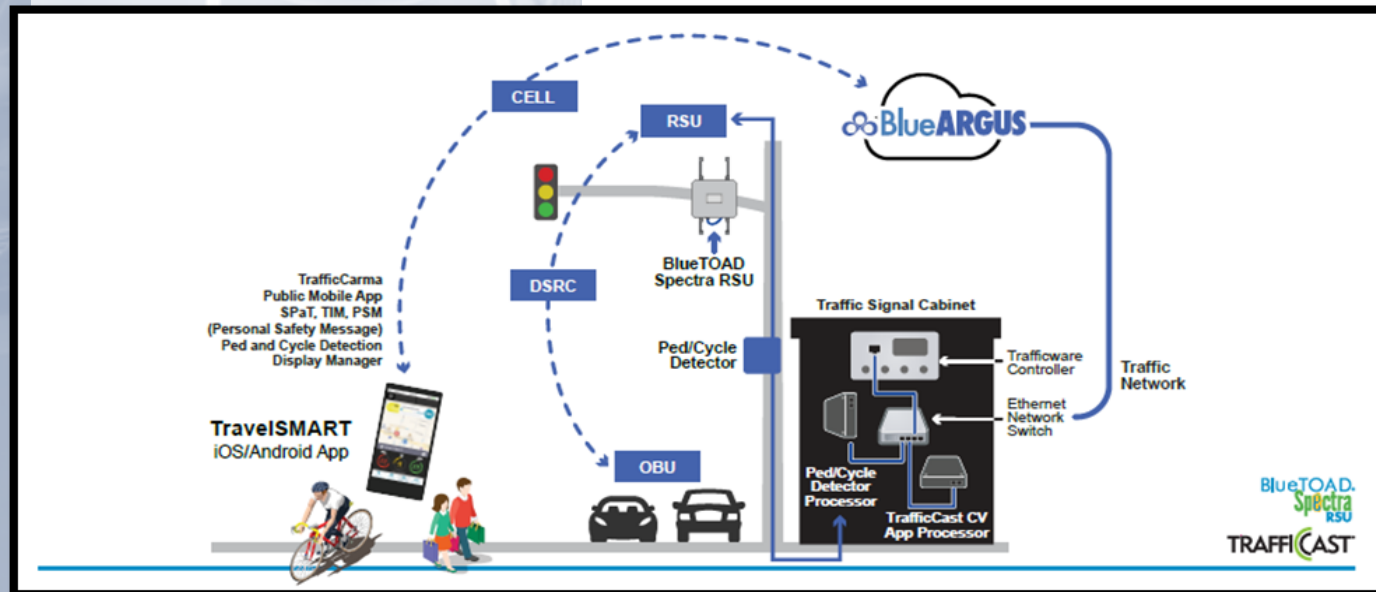 CELL
RSU
BlueARGUS
BlueTOAD
Spectra RSU
DSRC
TrafficCarma
Public Mobile App
SPaT, TIM, PSM
(Personal Safety Message)
Ped and Cycle Detection
Display Manager
Traffic Signal Cabinet
Ped/Cycle
Detector
Trafficware
Controller
Traffic
Network
Ethernet
Network
Switch
TravelSMART
iOS/Android App
OBU
Ped/Cycle
Detector
Processor
TrafficCast CV
App Processor
BlueTOAD
Spectra
RSU
TRAFFICAST